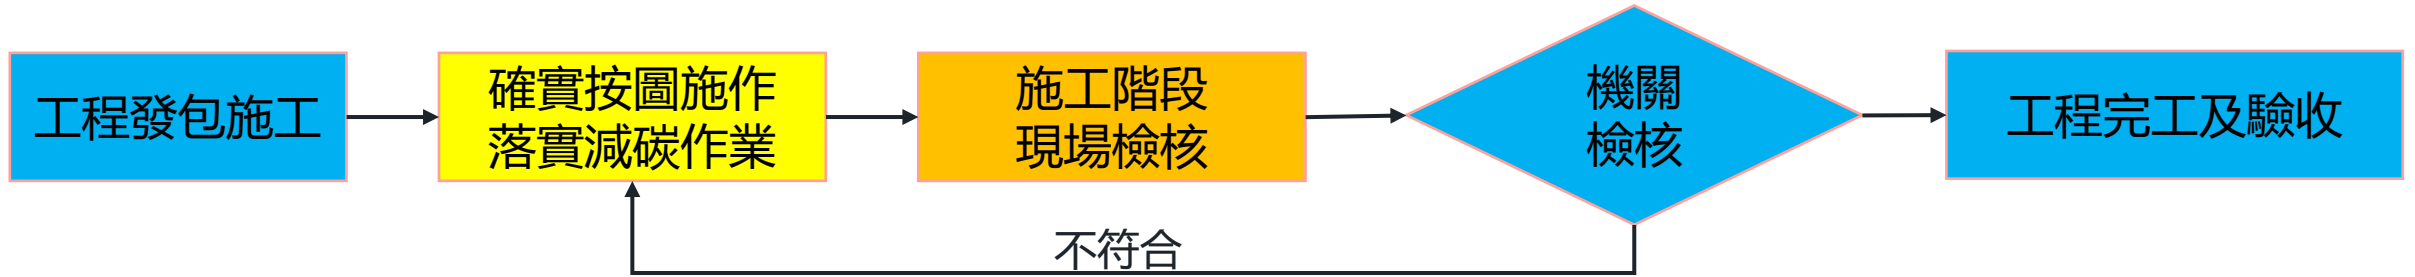 工程發包施工
確實按圖施作
落實減碳作業
施工階段
現場檢核
機關
檢核
工程完工及驗收
不符合